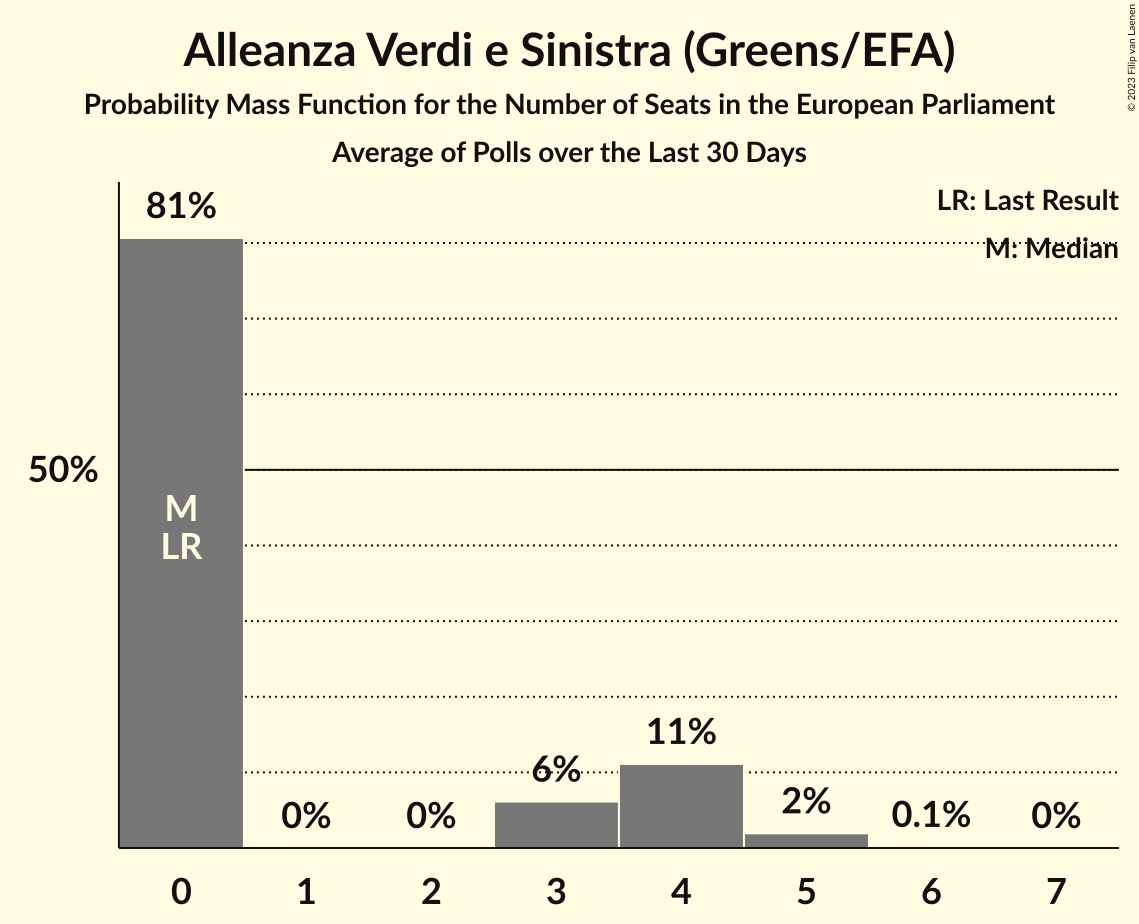 Alleanza Verdi e Sinistra (Greens/EFA)
Probability Mass Function for the Number of Seats in the European Parliament
Average of Polls over the Last 30 Days
© 2023 Filip van Laenen
LR: Last Result
M: Median
81%
50%
M
LR
0%
0%
6%
11%
2%
0.1%
0%
0
1
2
3
4
5
6
7